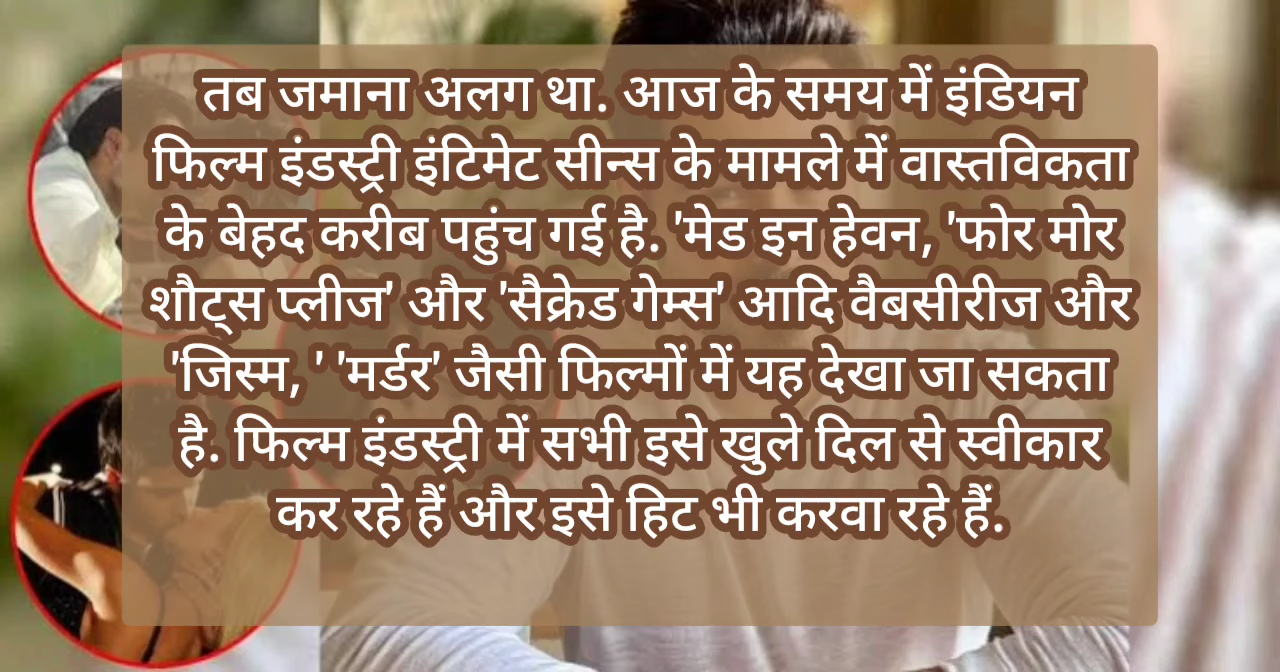 तब जमाना अलग था. आज के समय में इंडियन
फिल्म इंडस्ट्री इंटिमेट सीन्स के मामले में वास्तविकता
के बेहद करीब पहुंच गई है. 'मेड इन हेवन, 'फोर मोर
शौट्स प्लीज' और 'सैक्रेड गेम्स' आदि वैबसीरीज और
'जिस्म, ' 'मर्डर' जैसी फिल्मों में यह देखा जा सकता
है. फिल्म इंडस्ट्री में सभी इसे खुले दिल से स्वीकार
कर रहे हैं और इसे हिट भी करवा रहे हैं.